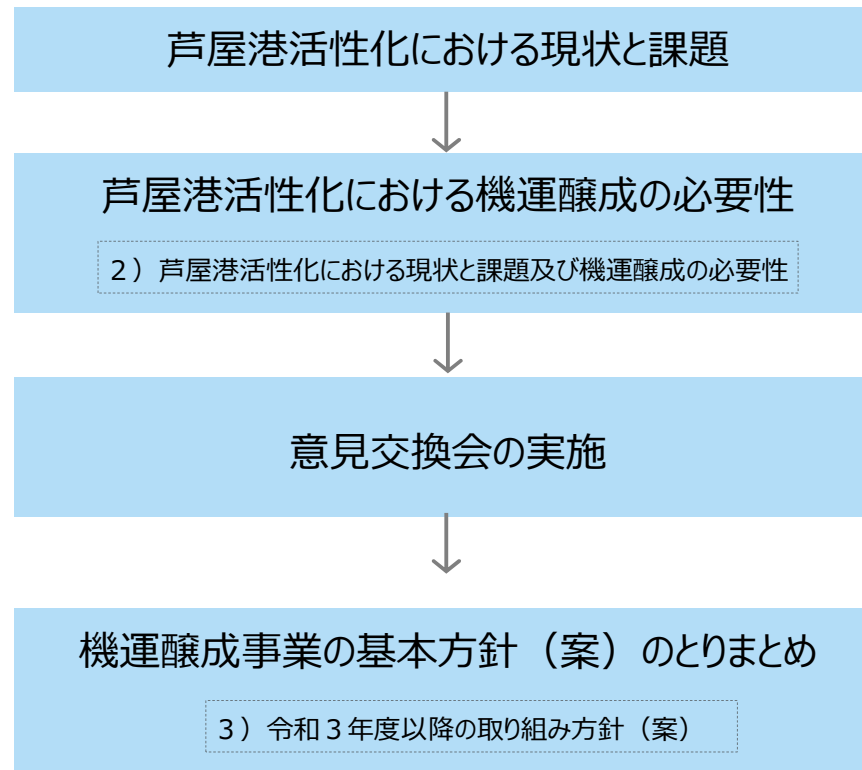 芦屋港活性化における現状と課題
芦屋港活性化における機運醸成の必要性
2）芦屋港活性化における現状と課題及び機運醸成の必要性
意見交換会の実施
機運醸成事業の基本方針（案）のとりまとめ
3）令和３年度以降の取り組み方針（案）